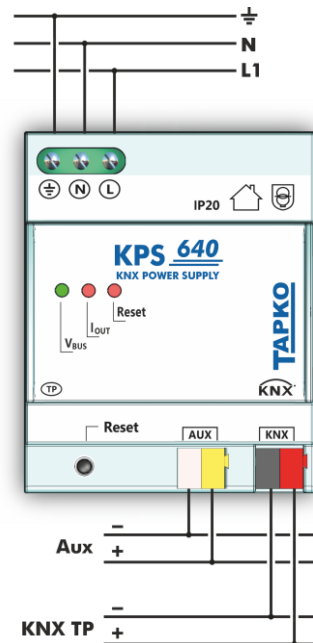 N
L1
N L
IP20
KPS 640
KNX POWER SUPPLY
Reset
IOUT
VBUS
TAPKO
TP
KNX
Reset
AUX
KNX
−
Aux +
−
KNX TP +